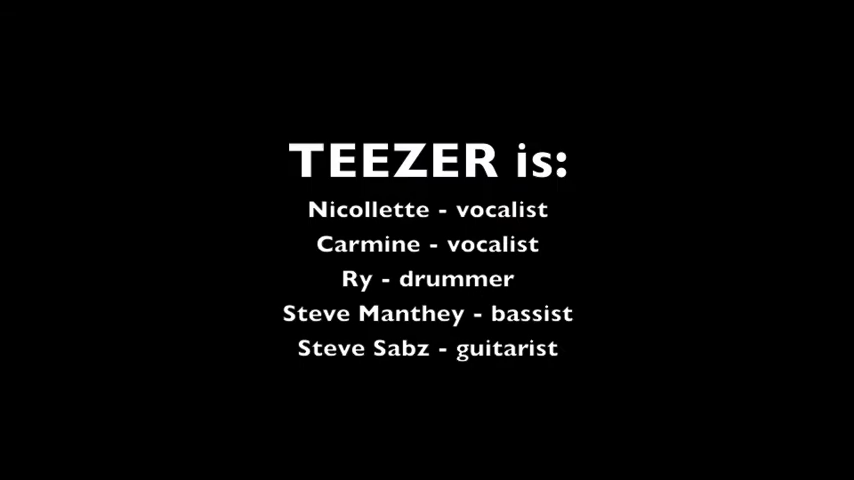 TEEZER is:
Nicollette - vocalist
Carmine - vocalist
Ry - drummer
Steve Manthey - bassist
Steve Sabz - guitarist